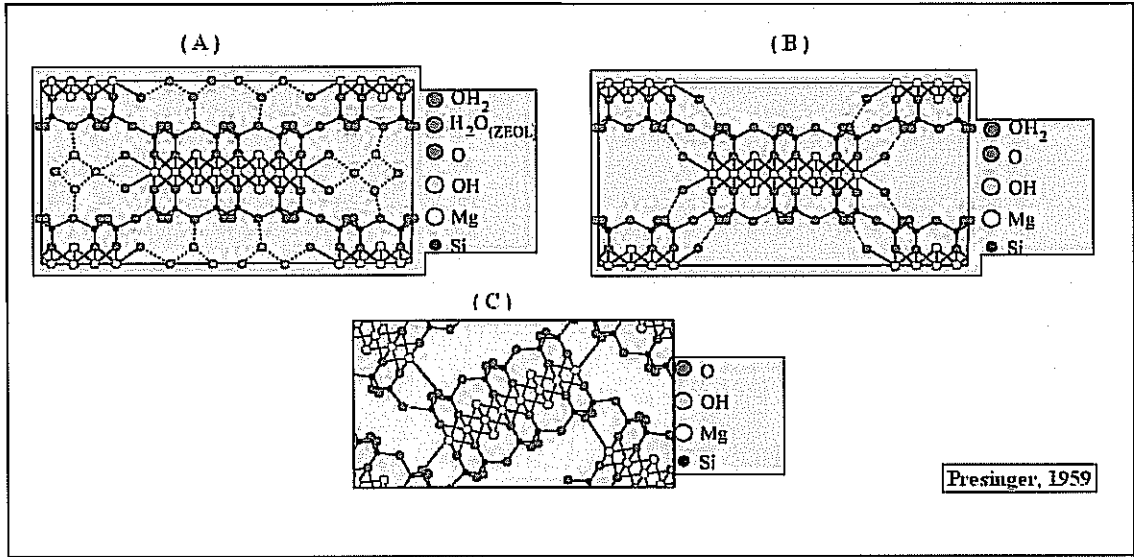 (A)
OH2
H2O(ZEOL)
O
OH
Mg
Si
(B)
OH2
O
OH
Mg
Si
(C)
O
OH
Mg
Si
Presinger, 1959